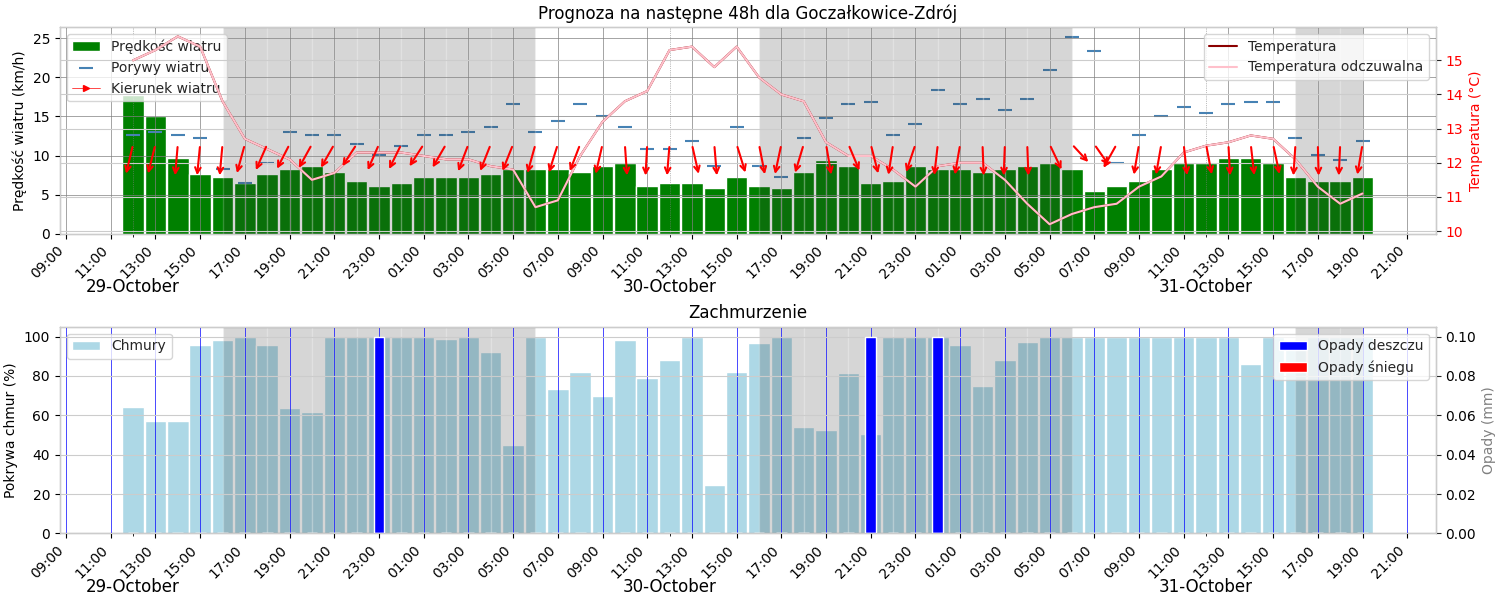 Prognoza na następne 48h dla Goczałkowice-Zdrój
Prędkość wiatru (km/h)
25
20
15
10
5
0
Prędkość wiatru
Porywy wiatru
Kierunek wiatru
Temperatura
Temperatura odczuwalna
15
14
13
12
11
10
Temperatura (°C)
09:00 11:00 13:00 15:00 17:00 19:00 21:00 23:00 01:00 03:00 05:00 07:00 09:00 11:00 13:00 15:00 17:00 19:00 21:00 23:00 01:00 03:00 05:00 07:00 09:00 11:00 13:00 15:00 17:00 19:00 21:00
29-October 30-October 31-October
Zachmurzenie
Pokrywa chmur (%)
100
80
60
40
20
0
Chmury
Opady deszczu
Opady śniegu
0.10
0.08
0.06
0.04
0.02
0.00
Opady (mm)
09:00 11:00 13:00 15:00 17:00 19:00 21:00 23:00 01:00 03:00 05:00 07:00 09:00 11:00 13:00 15:00 17:00 19:00 21:00 23:00 01:00 03:00 05:00 07:00 09:00 11:00 13:00 15:00 17:00 19:00 21:00
29-October 30-October 31-October